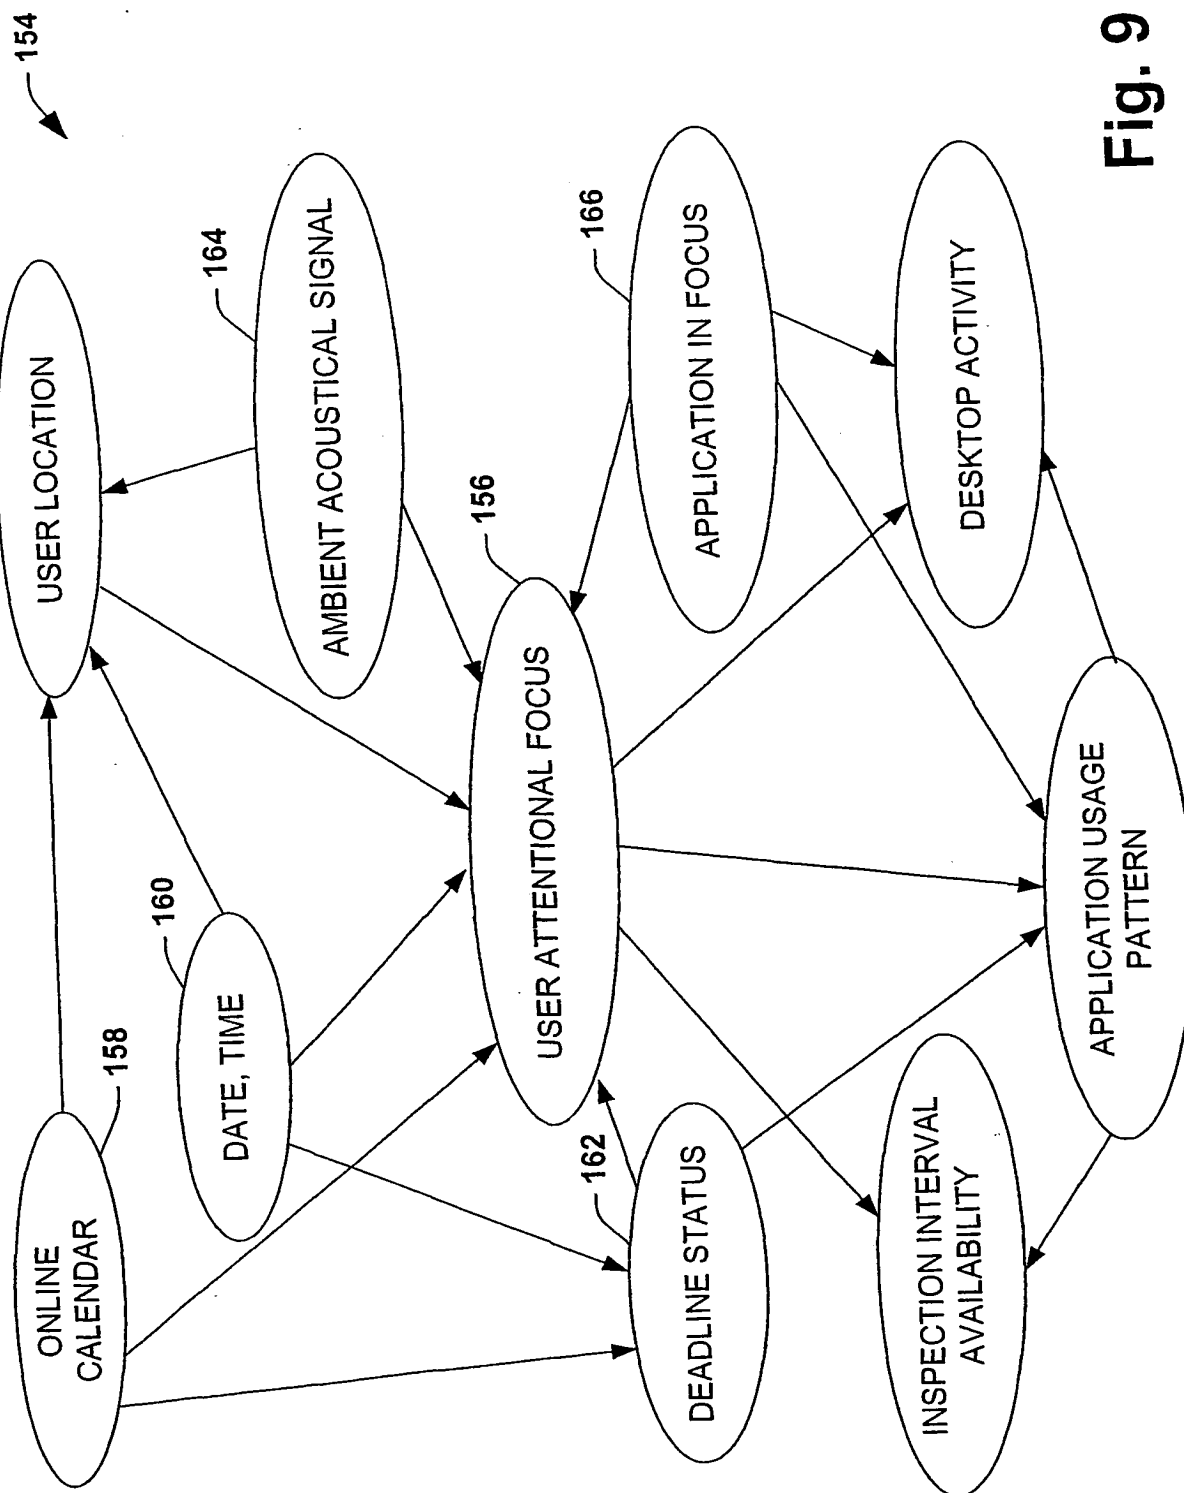 154
USER LOCATION
ONLINE
CALENDAR
158
DATE, TIME
160
AMBIENT ACOUSTICAL SIGNAL
164
USER ATTENTIONAL FOCUS
156
DEADLINE STATUS
162
APPLICATION IN FOCUS
166
INSPECTION INTERVAL
AVAILABILITY
APPLICATION USAGE
PATTERN
DESKTOP ACTIVITY
Fig. 9